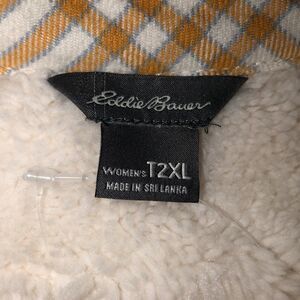 Eddie Bauer
WOMEN'S T2XL
MADE IN SRI LANKA